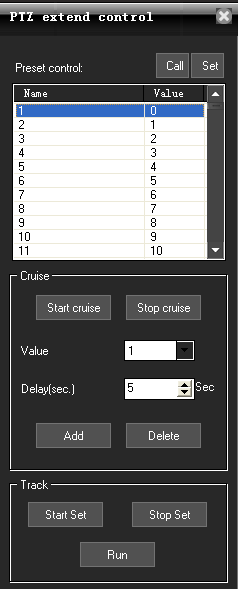 PTZ extend control
Preset control: Call Set
Name Value
1 0
2 1
3 2
4 3
5 4
6 5
7 6
8 7
9 8
10 9
11 10
Cruise
Start cruise Stop cruise
Value 1
Delay(sec.) 5 Sec
Add Delete
Track
Start Set Stop Set
Run